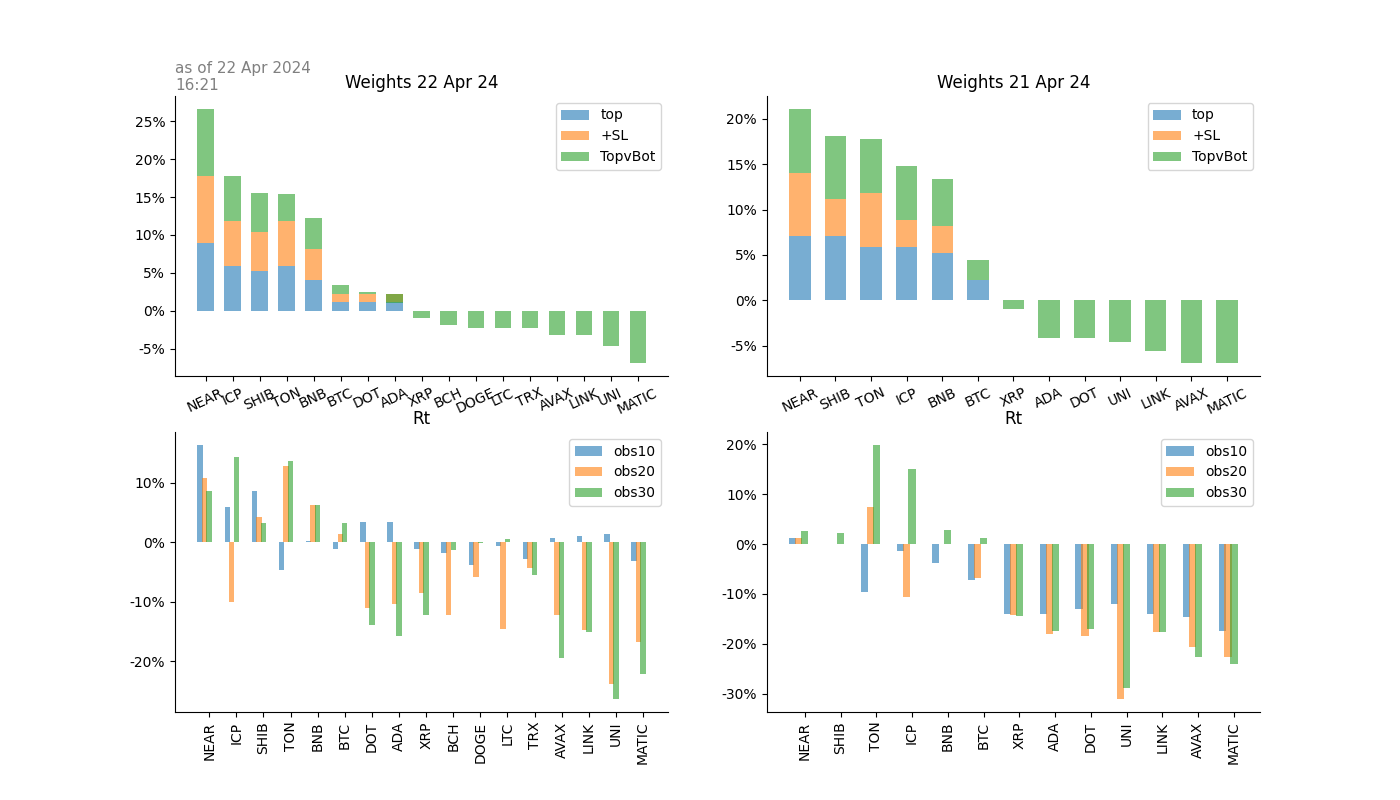 as of 22 Apr 2024
16:21
Weights 22 Apr 24
25%
20%
15%
10%
5%
0%
-5%
top
+SL
TopvBot
NEAR ICP SHIB TON BNB BTC DOT ADA XRP BCH DOGE LTC TRX AVAX LINK UNI MATIC
Weights 21 Apr 24
20%
15%
10%
5%
0%
-5%
top
+SL
TopvBot
NEAR SHIB TON ICP BNB BTC XRP ADA DOT UNI LINK AVAX MATIC
Rt
10%
0%
-10%
-20%
obs10
obs20
obs30
NEAR ICP SHIB TON BNB BTC DOT ADA XRP BCH DOGE LTC TRX AVAX LINK UNI MATIC
Rt
20%
10%
0%
-10%
-20%
-30%
obs10
obs20
obs30
NEAR SHIB TON ICP BNB BTC XRP ADA DOT UNI LINK AVAX MATIC